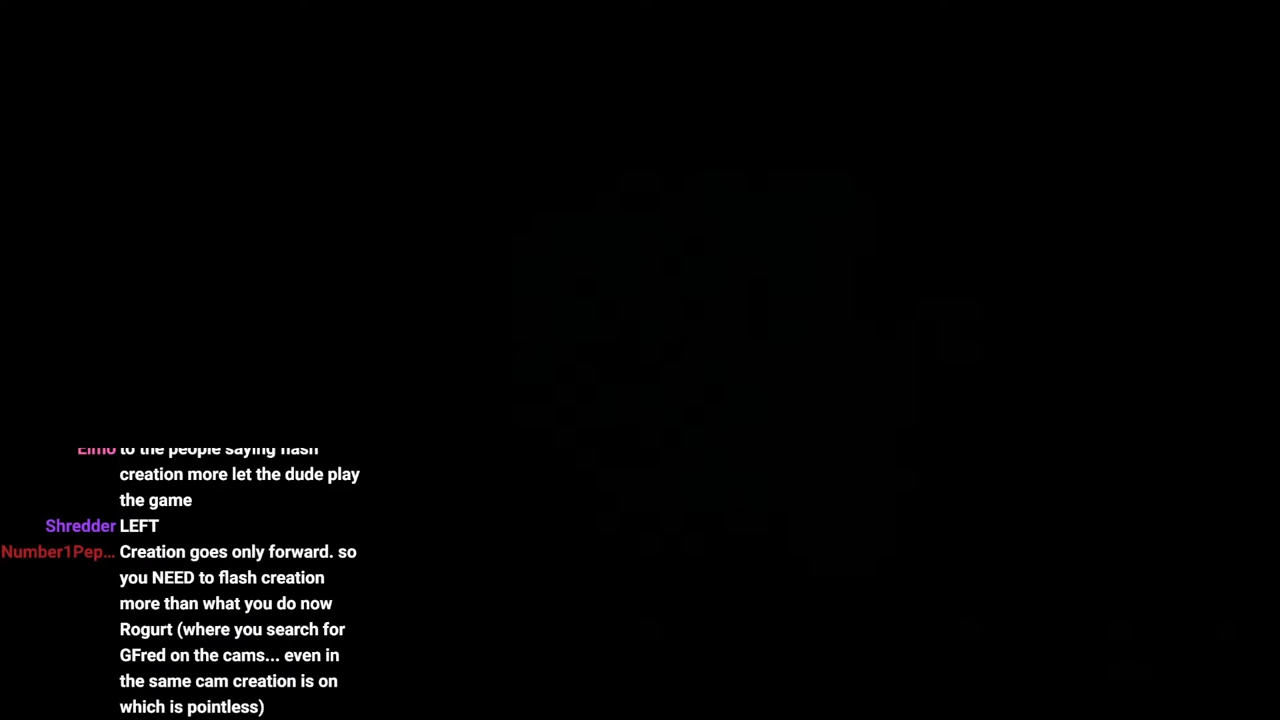 Elmo to the people saying flash
creation more let the dude play
the game
Shredder LEFT
Number1Pep... Creation goes only forward. so
you NEED to flash creation
more than what you do now
Rogurt (where you search for
GFred on the cams... even in
the same cam creation is on
which is pointless)